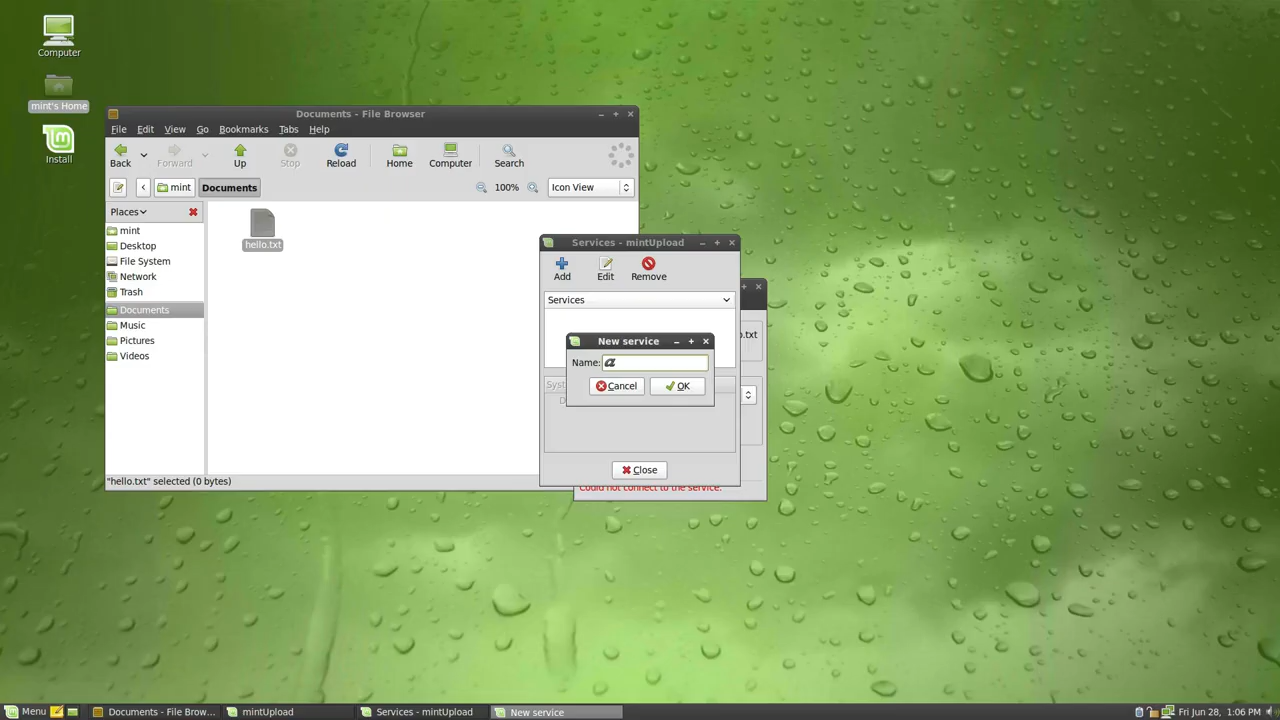 Computer
mint's Home
Install
Documents - File Browser
File Edit View Go Bookmarks Tabs Help
Back Forward Up Stop Reload Home Computer Search
mint Documents 100% Icon View
Places
mint
Desktop
File System
Network
Trash
Documents
Music
Pictures
Videos
hello.txt
"hello.txt" selected (0 bytes)
Services - mintUpload
Add Edit Remove
Services
New service
Name:
Cancel OK
Close
Could not connect to the service.
Menu Documents - File Brow... mintUpload Services - mintUpload New service Fri Jun 28, 1:06 PM